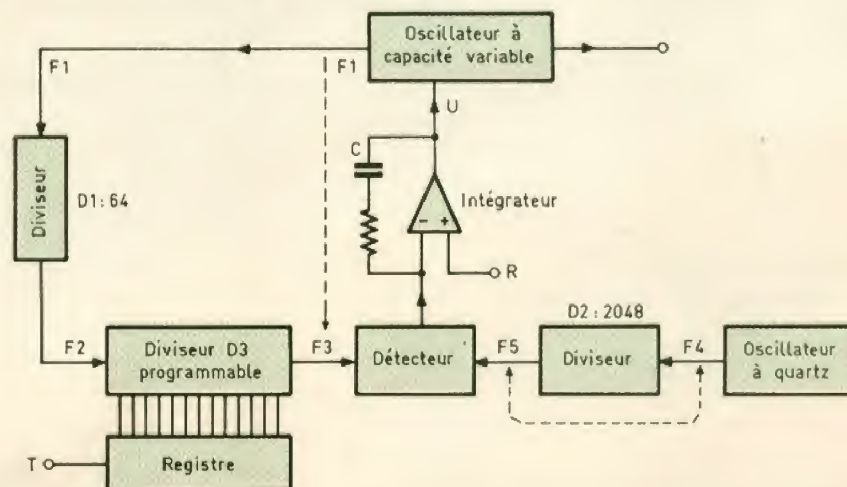 Oscillateur à
capacité variable
F1
F1
U
C
Diviseur
D1:64
Intégrateur
- +
R
D2:2048
F2
Diviseur D3
programmable
F3
Détecteur
F5
Diviseur
F4
Oscillateur
à quartz
T
Registre